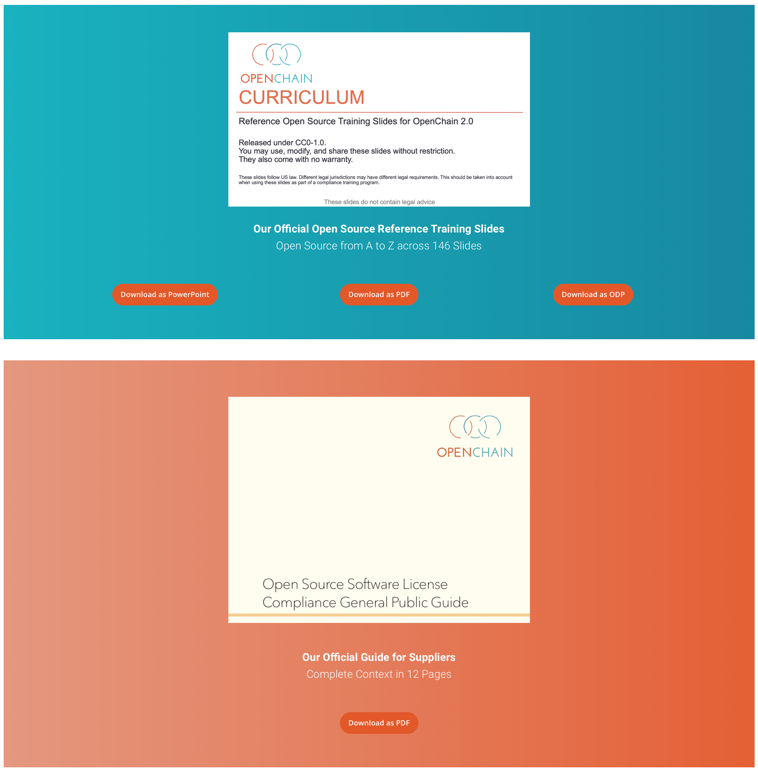 OPENCHAIN
CURRICULUM
Reference Open Source Training Slides for OpenChain 2.0
Released under CC0-1.0.
You may use, modify, and share these slides without restriction.
They also come with no warranty.
These slides follow US law. Different legal jurisdictions may have different legal requirements. This should be taken into account
when using these slides as part of a compliance training program.
These slides do not contain legal advice
Our Official Open Source Reference Training Slides
Open Source from A to Z across 146 Slides
Download as PowerPoint
Download as PDF
Download as ODP
OPENCHAIN
Open Source Software License
Compliance General Public Guide
Our Official Guide for Suppliers
Complete Context in 12 Pages
Download as PDF